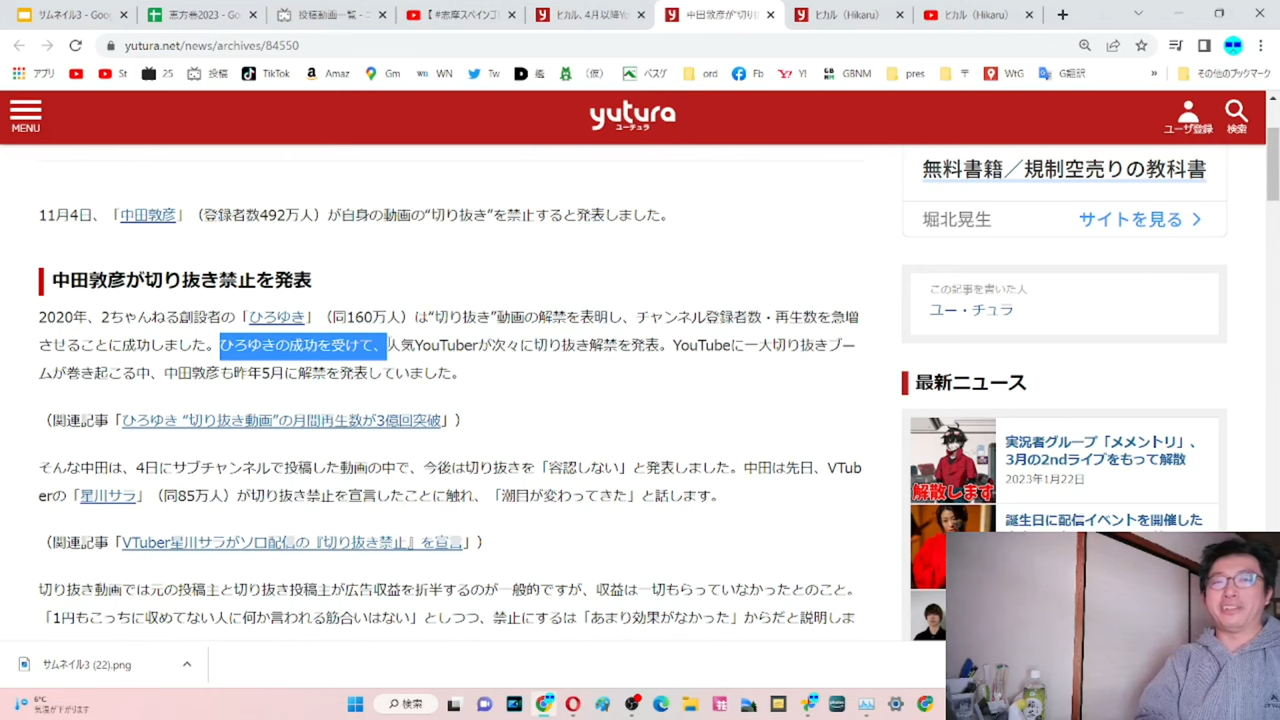 サムネイル3 - Goo
恵方巻2023 - Go
投稿動画一覧 - ニ
【 #志摩スペインゴ
ヒカル、4月以降Yo
中田敦彦が“切り
ヒカル（Hikaru）
ヒカル（Hikaru）
yutura.net/news/archives/84550
アプリ St 25 投稿 TikTok Amaz Gm WN Tw 艦 (仮) ベスゲ ord Fb Y! GBNM pres 〒 WtG G翻訳 » その他のブックマーク
MENU
yutura
ユーチュラ
ユーザ登録
検索
無料書籍／規制空売りの教科書
堀北晃生
サイトを見る
11月4日、「中田敦彦」（登録者数492万人）が自身の動画の“切り抜き”を禁止すると発表しました。
中田敦彦が切り抜き禁止を発表
2020年、2ちゃんねる創設者の「ひろゆき」（同160万人）は“切り抜き”動画の解禁を表明し、チャンネル登録者数・再生数を急増
させることに成功しました。ひろゆきの成功を受けて、人気YouTuberが次々に切り抜き解禁を発表。YouTubeに一大切り抜きブー
ムが巻き起こる中、中田敦彦も昨年5月に解禁を発表していました。
（関連記事「ひろゆき “切り抜き動画”の月間再生数が3億回突破」）
そんな中田は、4日にサブチャンネルで投稿した動画の中で、今後は切り抜きを「容認しない」と発表しました。中田は先日、VTub
erの「星川サラ」（同85万人）が切り抜き禁止を宣言したことに触れ、「潮目が変わってきた」と話します。
（関連記事「VTuber星川サラがソロ配信の『切り抜き禁止』を宣言」）
切り抜き動画では元の投稿主と切り抜き投稿主が広告収益を折半するのが一般的ですが、収益は一切もらっていなかったとのこと。
「1円もこっちに収めてない人に何か言われる筋合いはない」としつつ、禁止にするは「あまり効果がなかった」からだと説明しま
この記事を書いた人
ユー・チュラ
最新ニュース
実況者グループ「メメントリ」、
3月の2ndライブをもって解散
2023年1月22日
解散します
誕生日に配信イベントを開催した
サムネイル3 (22).png
6°C
気温が下がります
検索